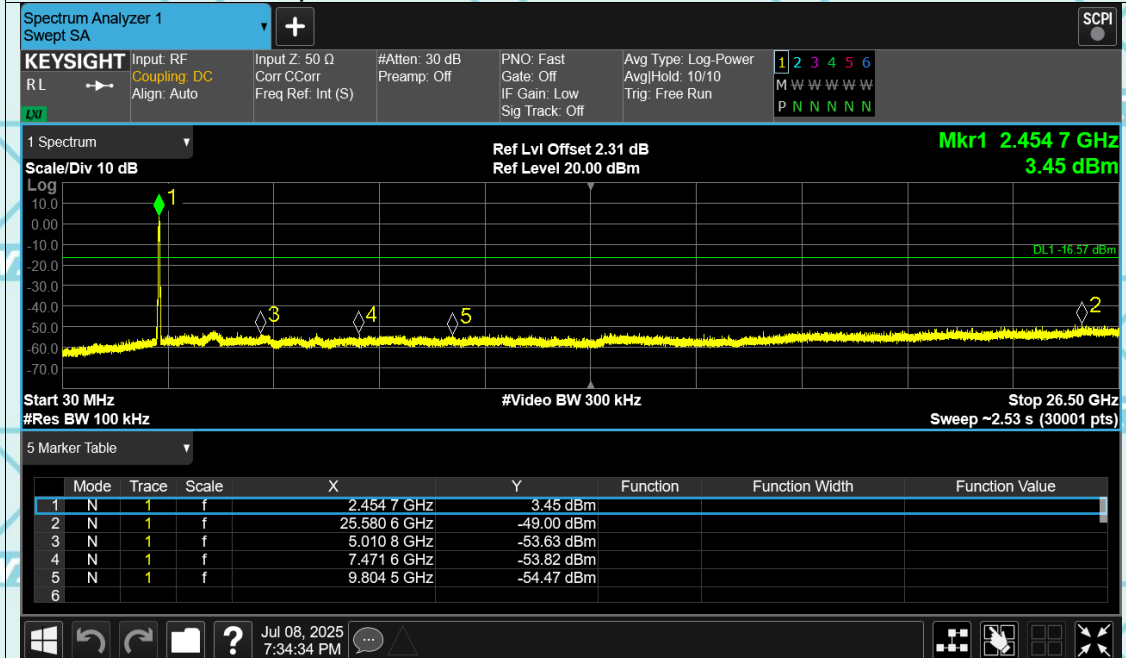 Spectrum Analyzer 1
Swept SA
+
SCPI
KEYSIGHT
RL
LXI
Input: RF
Coupling: DC
Align: Auto
Input Z: 50 Ω
Corr CCorr
Freq Ref: Int (S)
#Atten: 30 dB
Preamp: Off
PNO: Fast
Gate: Off
IF Gain: Low
Sig Track: Off
Avg Type: Log-Power
Avg|Hold: 10/10
Trig: Free Run
1 2 3 4 5 6
M W W W W W
P N N N N N
1 Spectrum
Scale/Div 10 dB
Ref Lvl Offset 2.31 dB
Ref Level 20.00 dBm
Mkr1 2.454 7 GHz
3.45 dBm
Log
10.0
0.00
-10.0
-20.0
-30.0
-40.0
-50.0
-60.0
-70.0
1
3
4
5
2
DL1 -16.57 dBm
Start 30 MHz
#Video BW 300 kHz
Stop 26.50 GHz
#Res BW 100 kHz
Sweep ~2.53 s (30001 pts)
5 Marker Table
Mode Trace Scale X Y Function Function Width Function Value
1 N 1 f 2.454 7 GHz 3.45 dBm
2 N 1 f 25.580 6 GHz -49.00 dBm
3 N 1 f 5.010 8 GHz -53.63 dBm
4 N 1 f 7.471 6 GHz -53.82 dBm
5 N 1 f 9.804 5 GHz -54.47 dBm
6
?
Jul 08, 2025
7:34:34 PM